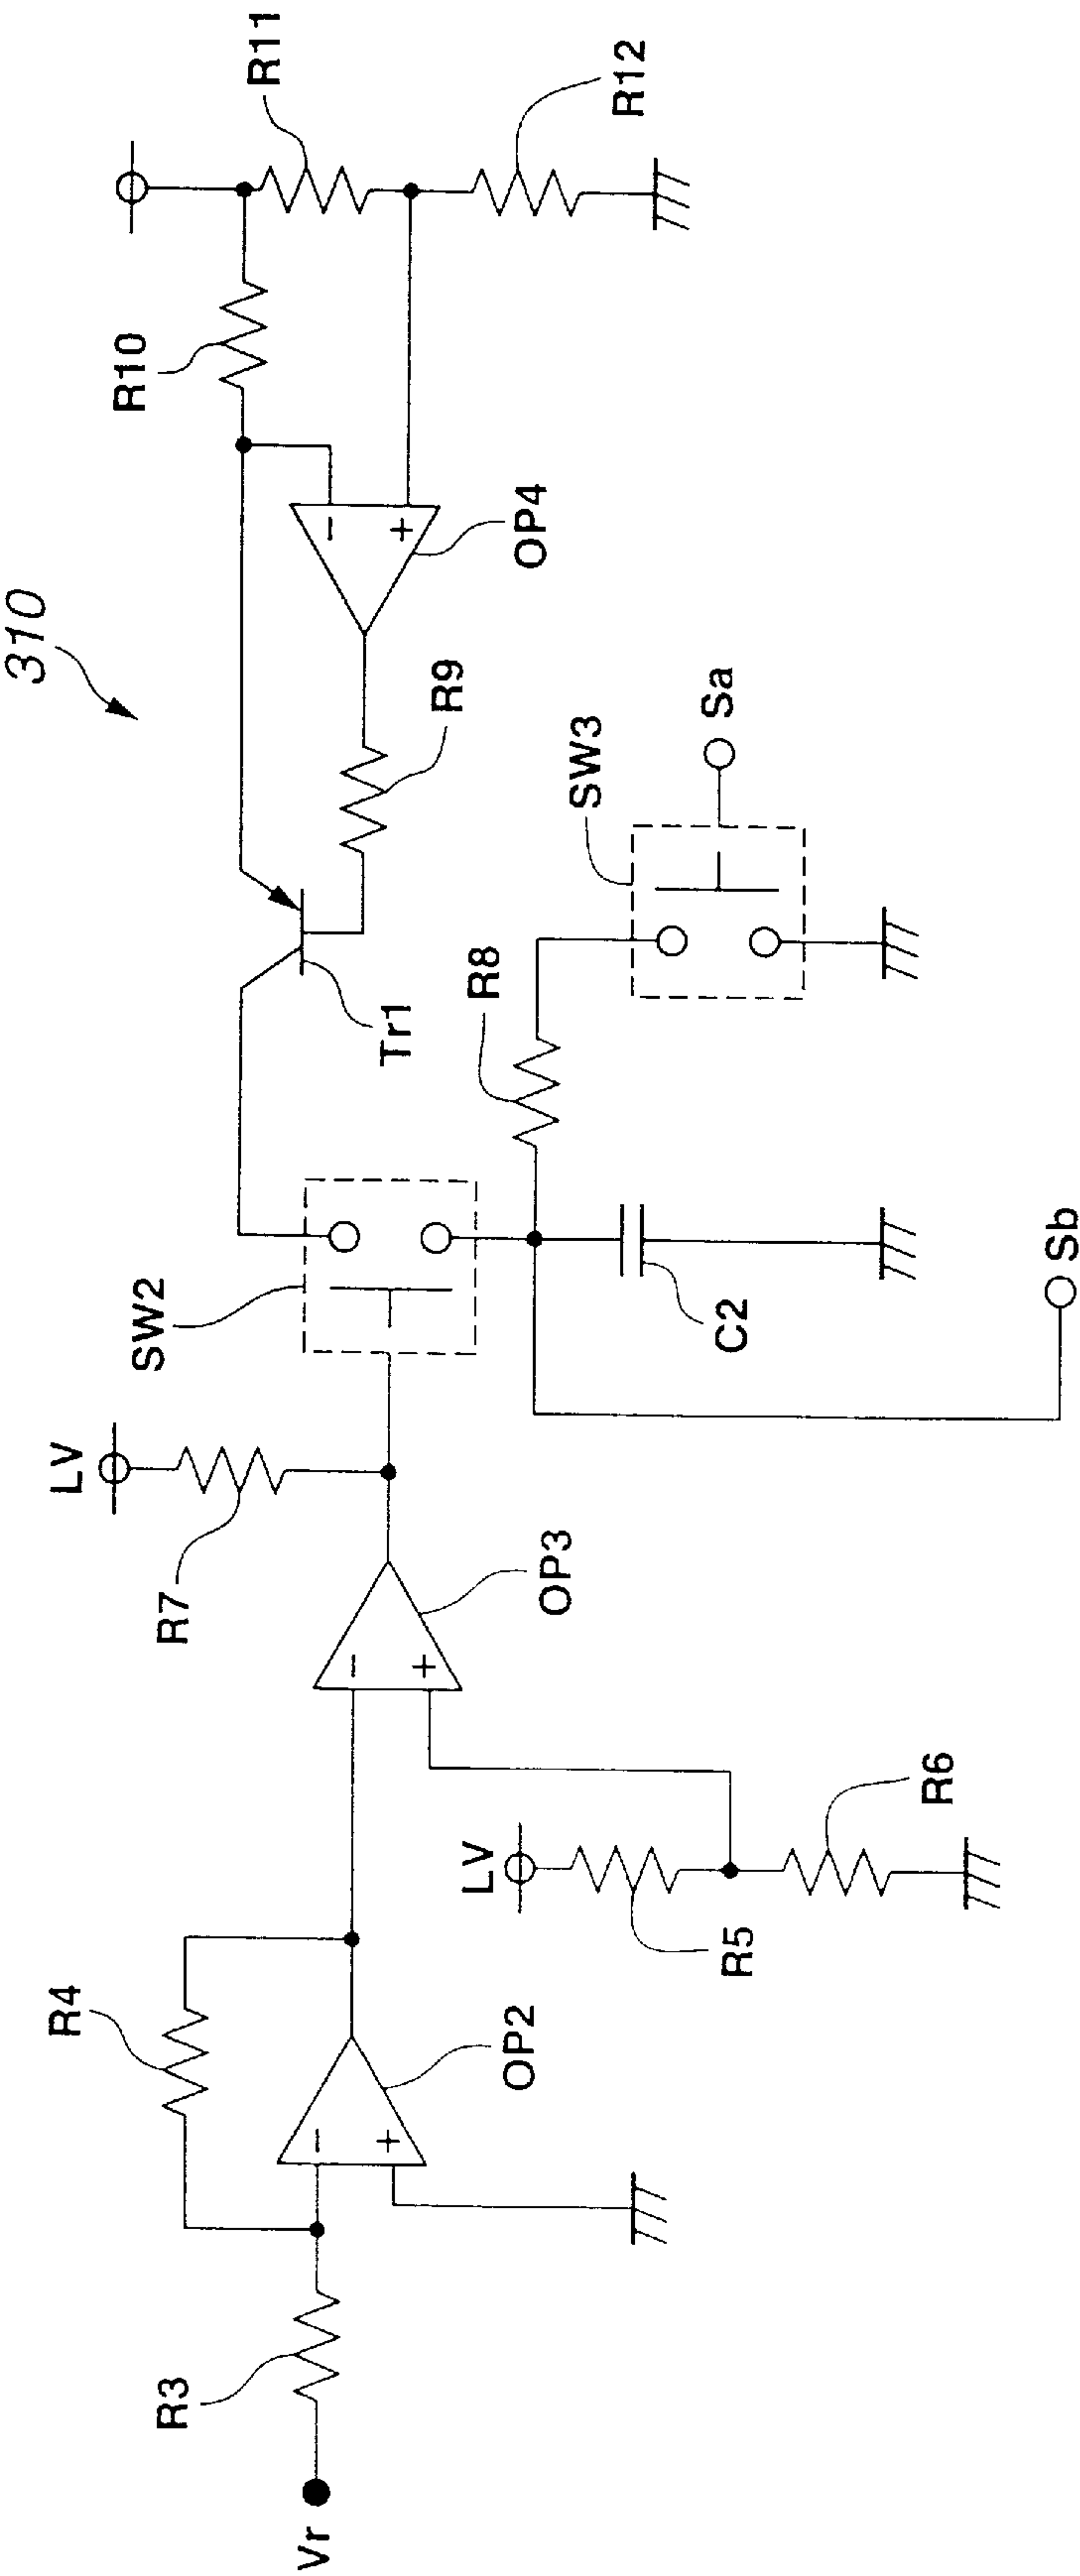 310
R11
R12
R10
OP4
R9
SW3
Sa
Tr1
R8
SW2
C2
Sb
LV
R7
OP3
LV
R5
R6
R4
OP2
R3
Vr
-
+
-
+
-
+